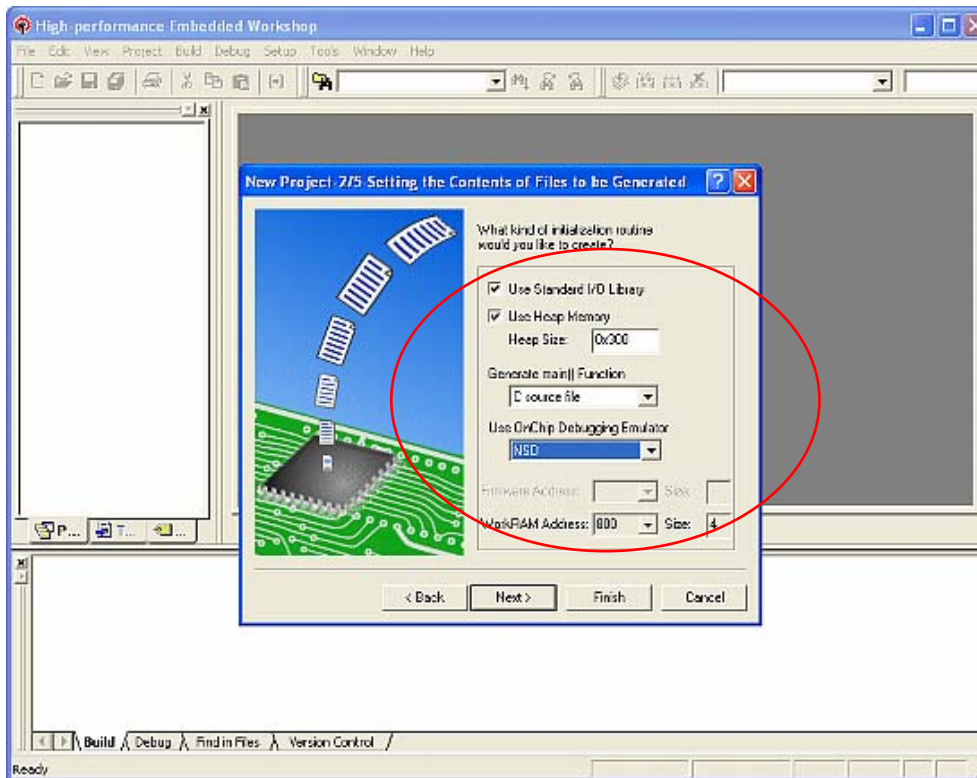 High-performance Embedded Workshop
File Edit View Project Build Debug Setup Tools Window Help
New Project-2/5-Setting the Contents of Files to be Generated
What kind of initialization routine
would you like to create?
Use Standard I/O Library
Use Heap Memory
Heap Size: 0x300
Generate main() Function
C source file
Use OnChip Debugging Emulator
NSD
Firmware Address: Size:
WorkRAM Address: 800 Size: 4
< Back Next > Finish Cancel
P... T...
Build Debug Find in Files Version Control
Ready